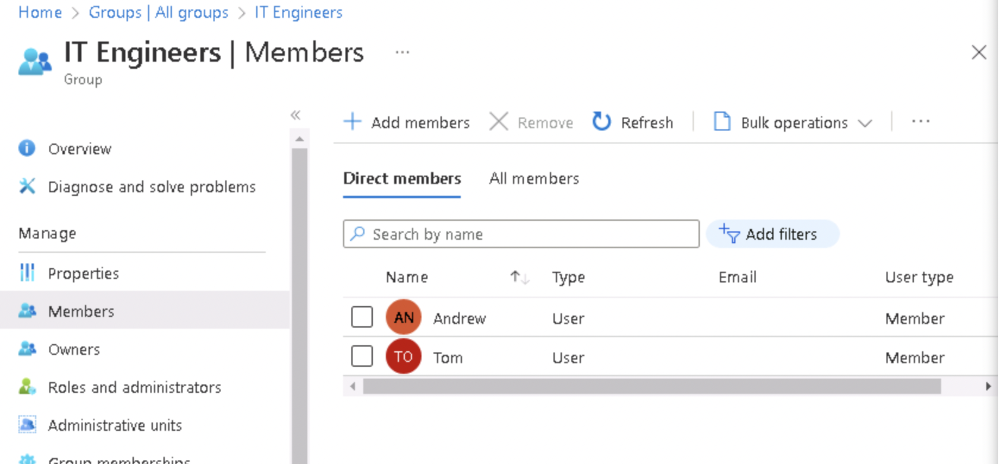 Home > Groups | All groups > IT Engineers
IT Engineers | Members ...
Group
Add members Remove Refresh Bulk operations ...
Overview
Diagnose and solve problems
Manage
Properties
Members
Owners
Roles and administrators
Administrative units
Group memberships
Direct members All members
Search by name Add filters
Name Type Email User type
AN Andrew User Member
TO Tom User Member